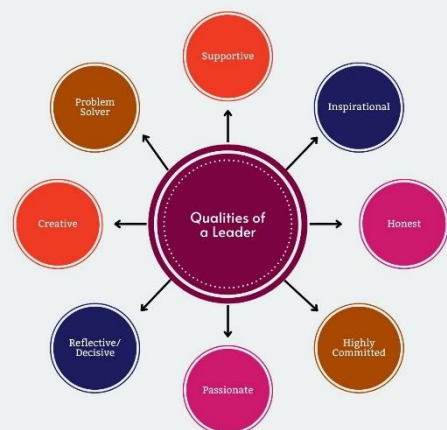 Supportive
Problem
Solver
Inspirational
Qualities of
a Leader
Creative
Honest
Reflective/
Decisive
Highly
Committed
Passionate